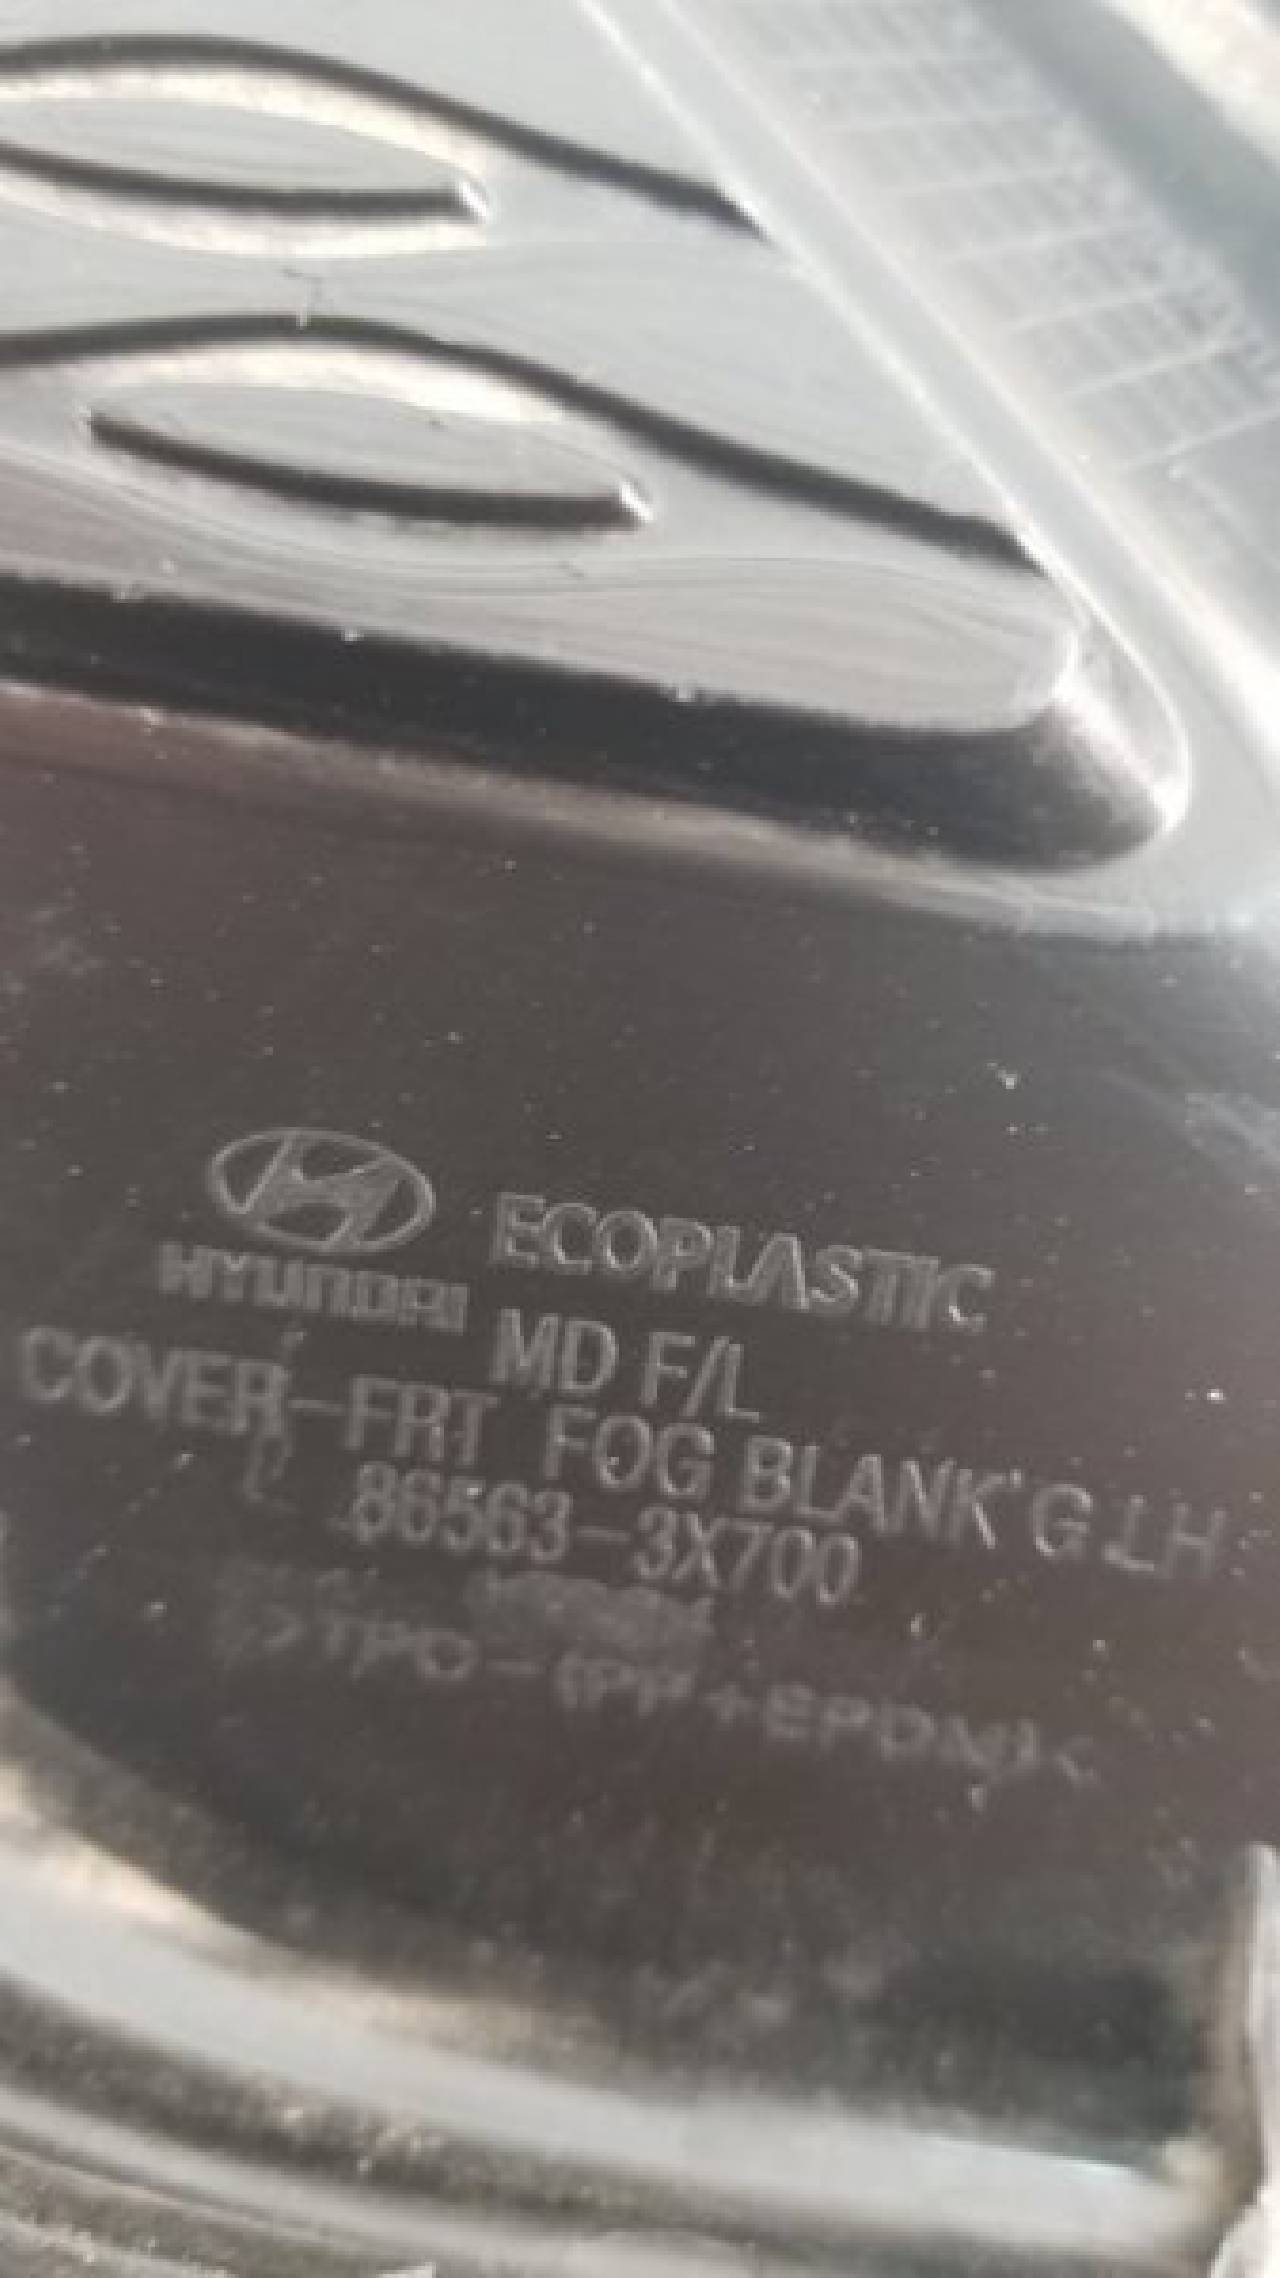 ECOPLASTIC
HYUNDAI
MD F/L
COVER-FRT FOG BLANK'G LH
86563-3X700
>TPO-(PP+EPDM)<